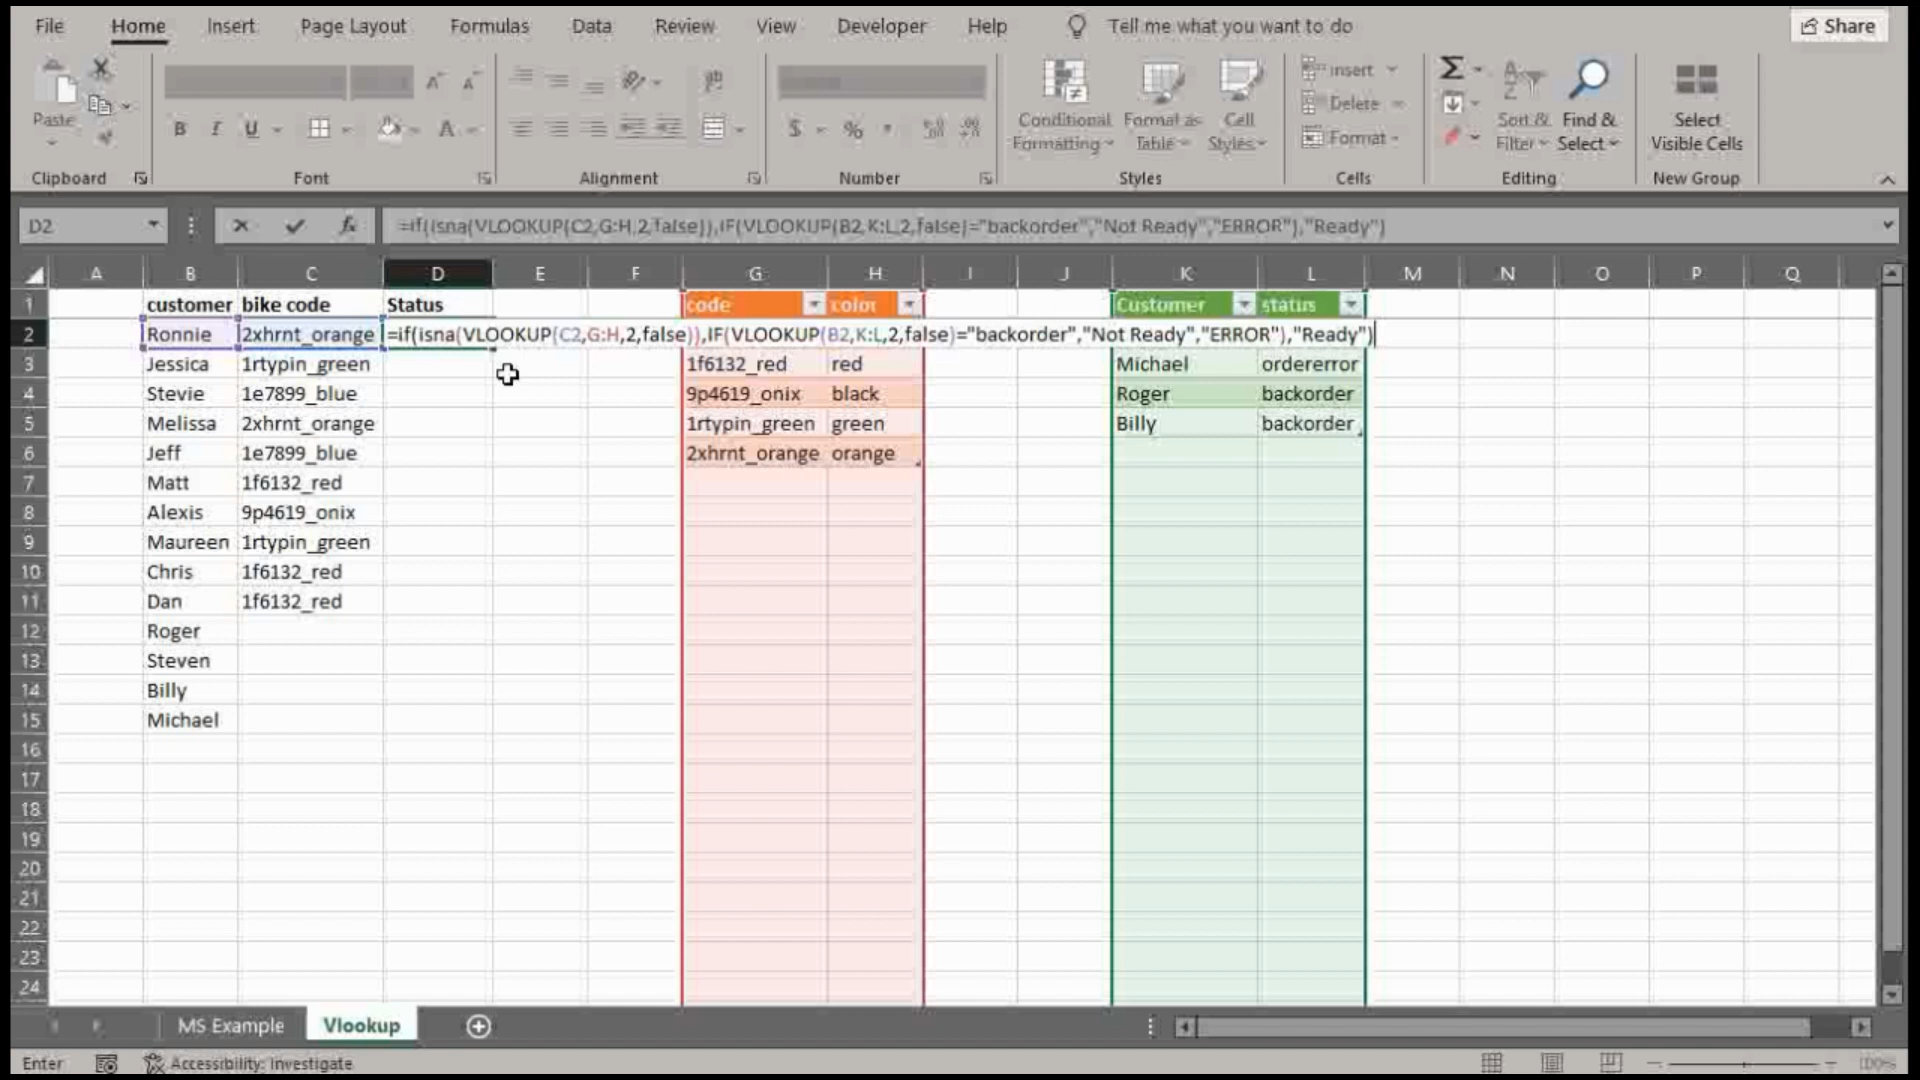 File Home Insert Page Layout Formulas Data Review View Developer Help Tell me what you want to do Share
Paste
Conditional Formatting
Format as Table
Cell Styles
Insert
Delete
Format
Sort & Filter
Find & Select
Select Visible Cells
Clipboard Font Alignment Number Styles Cells Editing New Group
D2 fx =if(isna(VLOOKUP(C2,G:H,2,false)),IF(VLOOKUP(B2,K:L,2,false)="backorder","Not Ready","ERROR"),"Ready")
A B C D E F G H I J K L M N O P Q
1 customer bike code Status code color Customer status
2 Ronnie 2xhrnt_orange =if(isna(VLOOKUP(C2,G:H,2,false)),IF(VLOOKUP(B2,K:L,2,false)="backorder","Not Ready","ERROR"),"Ready")
3 Jessica 1rtypin_green 1f6132_red red Michael ordererror
4 Stevie 1e7899_blue 9p4619_onix black Roger backorder
5 Melissa 2xhrnt_orange 1rtypin_green green Billy backorder
6 Jeff 1e7899_blue 2xhrnt_orange orange
7 Matt 1f6132_red
8 Alexis 9p4619_onix
9 Maureen 1rtypin_green
10 Chris 1f6132_red
11 Dan 1f6132_red
12 Roger
13 Steven
14 Billy
15 Michael
16
17
18
19
20
21
22
23
24
MS Example Vlookup
Enter Accessibility: Investigate 100%